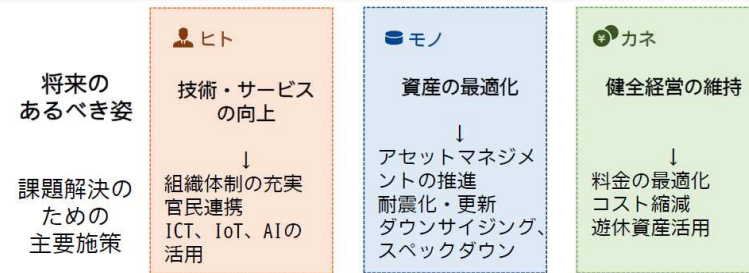 ヒト
モノ
カネ
将来の
あるべき姿
技術・サービス
の向上
資産の最適化
健全経営の維持
↓
↓
↓
課題解決の
ための
主要施策
組織体制の充実
官民連携
ICT、IoT、AIの
活用
アセットマネジメ
ントの推進
耐震化・更新
ダウンサイジング、
スペックダウン
料金の最適化
コスト縮減
遊休資産活用